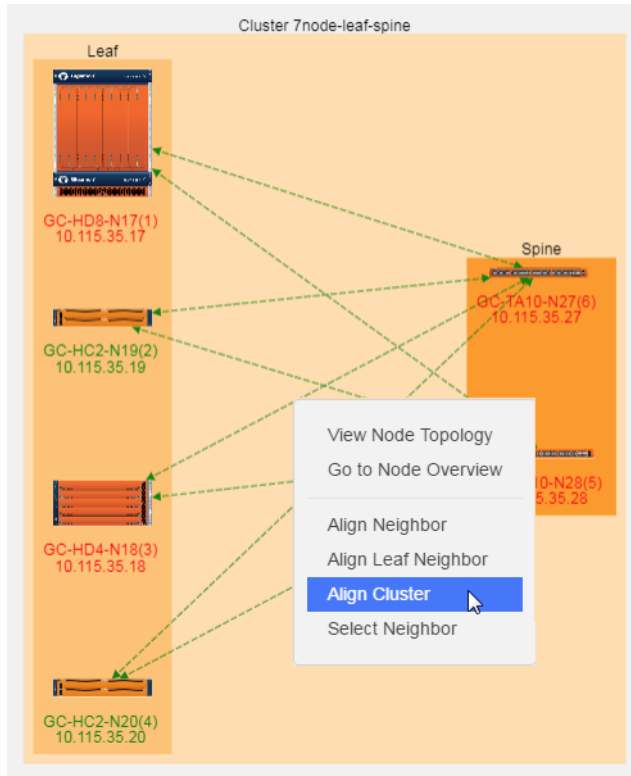 Cluster 7node-leaf-spine
Leaf
GC-HD8-N17(1)
10.115.35.17
Spine
GC-TA10-N27(6)
10.115.35.27
GC-HC2-N19(2)
10.115.35.19
View Node Topology
Go to Node Overview
10-N28(5)
5.35.28
Align Neighbor
GC-HD4-N18(3)
10.115.35.18
Align Leaf Neighbor
Align Cluster
Select Neighbor
GC-HC2-N20(4)
10.115.35.20